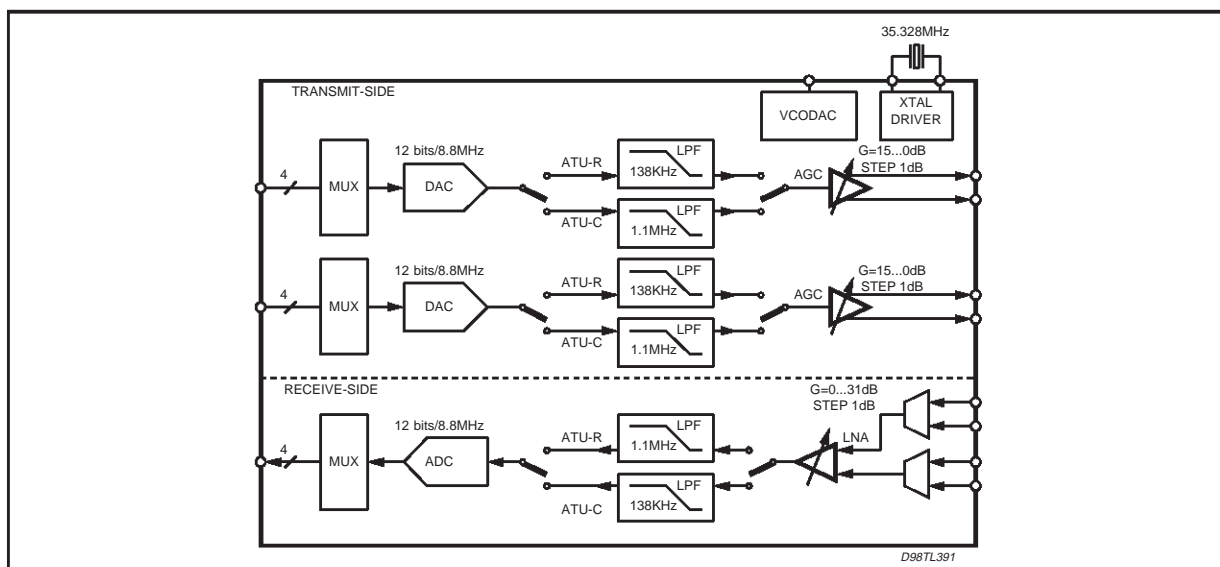 35.328MHz
TRANSMIT-SIDE
VCODAC
XTAL
DRIVER
4
MUX
12 bits/8.8MHz
DAC
ATU-R
LPF
138KHz
ATU-C
LPF
1.1MHz
AGC
G=15...0dB
STEP 1dB
4
MUX
12 bits/8.8MHz
DAC
ATU-R
LPF
138KHz
ATU-C
LPF
1.1MHz
AGC
G=15...0dB
STEP 1dB
RECEIVE-SIDE
4
MUX
12 bits/8.8MHz
ADC
ATU-R
LPF
1.1MHz
ATU-C
LPF
138KHz
G=0...31dB
STEP 1dB
LNA
D98TL391